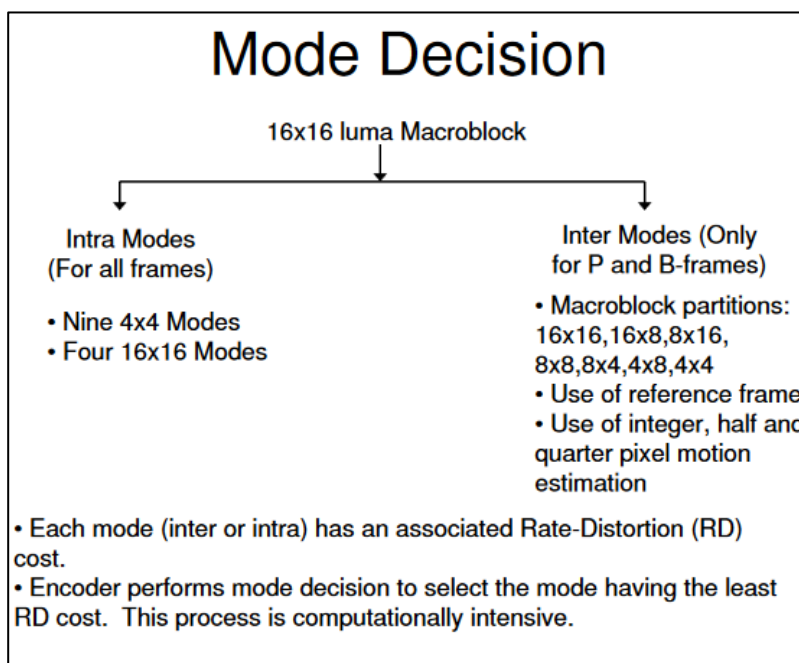 Mode Decision
16x16 luma Macroblock
Intra Modes
(For all frames)
• Nine 4x4 Modes
• Four 16x16 Modes
Inter Modes (Only
for P and B-frames)
• Macroblock partitions:
16x16,16x8,8x16,
8x8,8x4,4x8,4x4
• Use of reference frame
• Use of integer, half and
quarter pixel motion
estimation
• Each mode (inter or intra) has an associated Rate-Distortion (RD)
cost.
• Encoder performs mode decision to select the mode having the least
RD cost.  This process is computationally intensive.